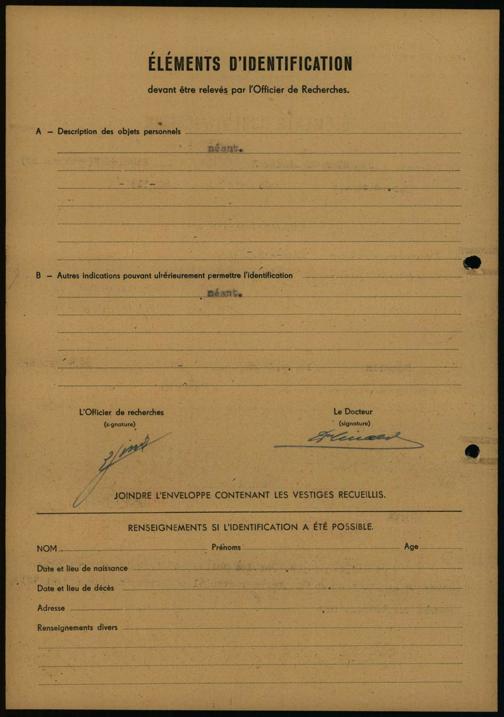 ÉLÉMENTS D'IDENTIFICATION
devant être relevés par l'Officier de Recherches.
A — Description des objets personnels
néant.
B — Autres indications pouvant ultérieurement permettre l'identification
néant.
L'Officier de recherches
(signature)
Le Docteur
(signature)
JOINDRE L'ENVELOPPE CONTENANT LES VESTIGES RECUEILLIS.
RENSEIGNEMENTS SI L'IDENTIFICATION A ÉTÉ POSSIBLE.
NOM Prénoms Age
Date et lieu de naissance
Date et lieu de décès
Adresse
Renseignements divers